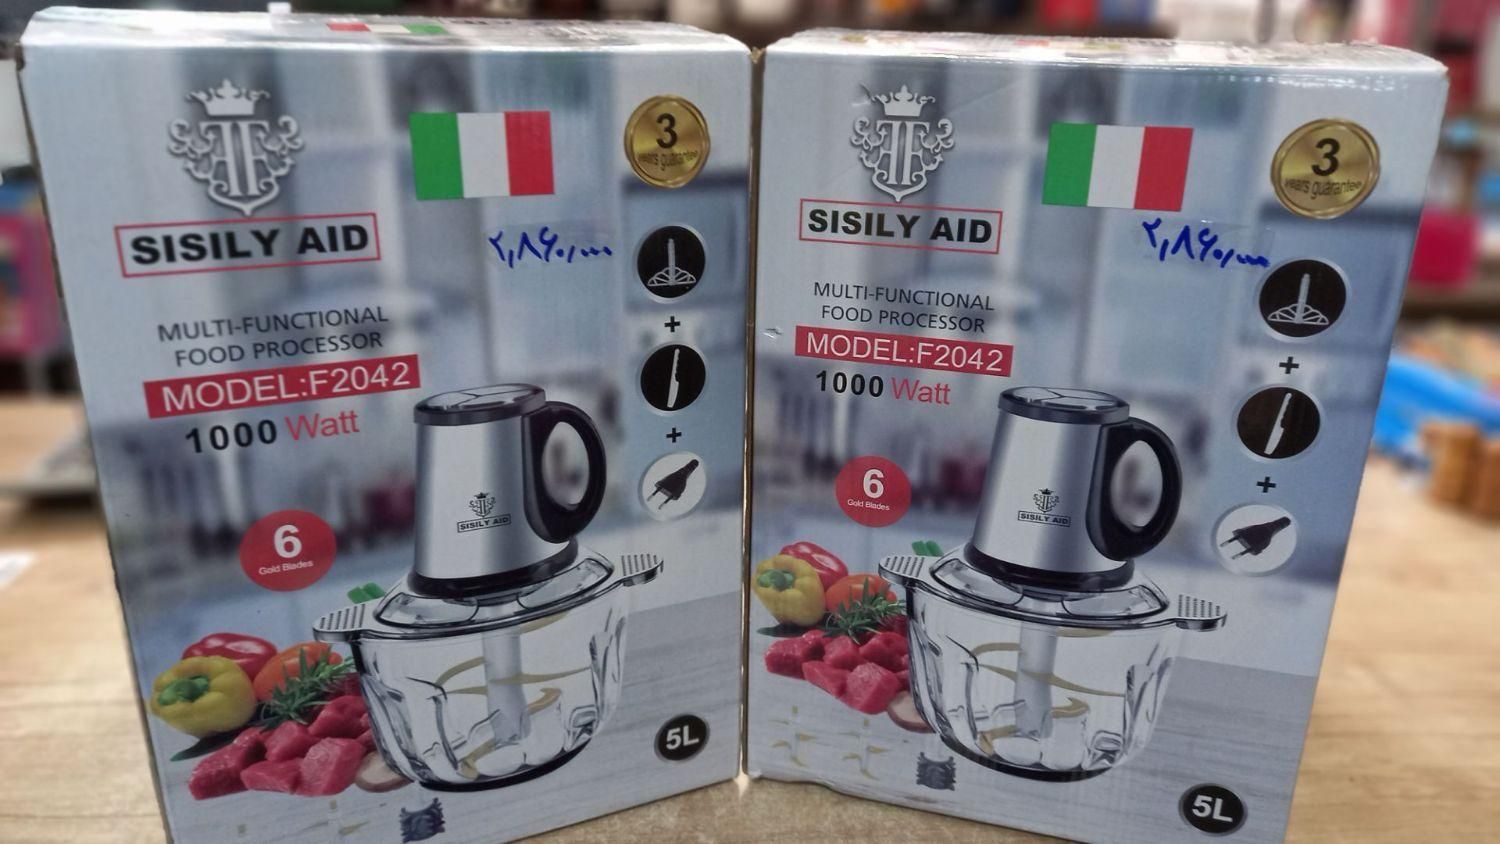 SISILY AID
MULTI-FUNCTIONAL
FOOD PROCESSOR
MODEL:F2042
1000 Watt
3
years guarantee
۲,۸۶۰,۰۰۰
6
Gold Blades
SISILY AID
5L
SISILY AID
MULTI-FUNCTIONAL
FOOD PROCESSOR
MODEL:F2042
1000 Watt
3
years guarantee
۲,۸۶۰,۰۰۰
6
Gold Blades
SISILY AID
5L